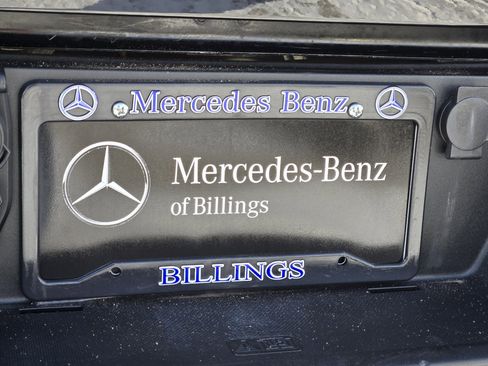 Mercedes Benz
Mercedes-Benz
of Billings
BILLINGS